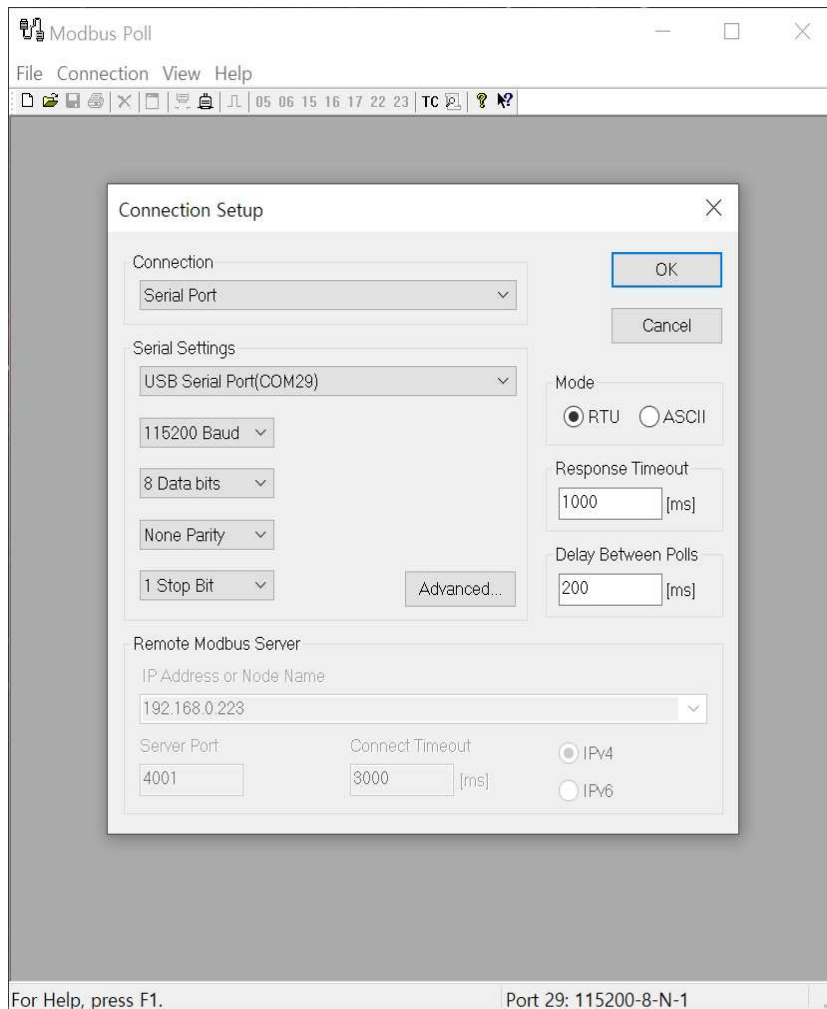 Modbus Poll
File Connection View Help
05 06 15 16 17 22 23 TC
Connection Setup
Connection
Serial Port
OK
Cancel
Serial Settings
USB Serial Port(COM29)
Mode
RTU ASCII
115200 Baud
8 Data bits
Response Timeout
1000 [ms]
None Parity
Delay Between Polls
1 Stop Bit
Advanced...
200 [ms]
Remote Modbus Server
IP Address or Node Name
192.168.0.223
Server Port
Connect Timeout
4001
3000 [ms]
IPv4
IPv6
For Help, press F1.
Port 29: 115200-8-N-1